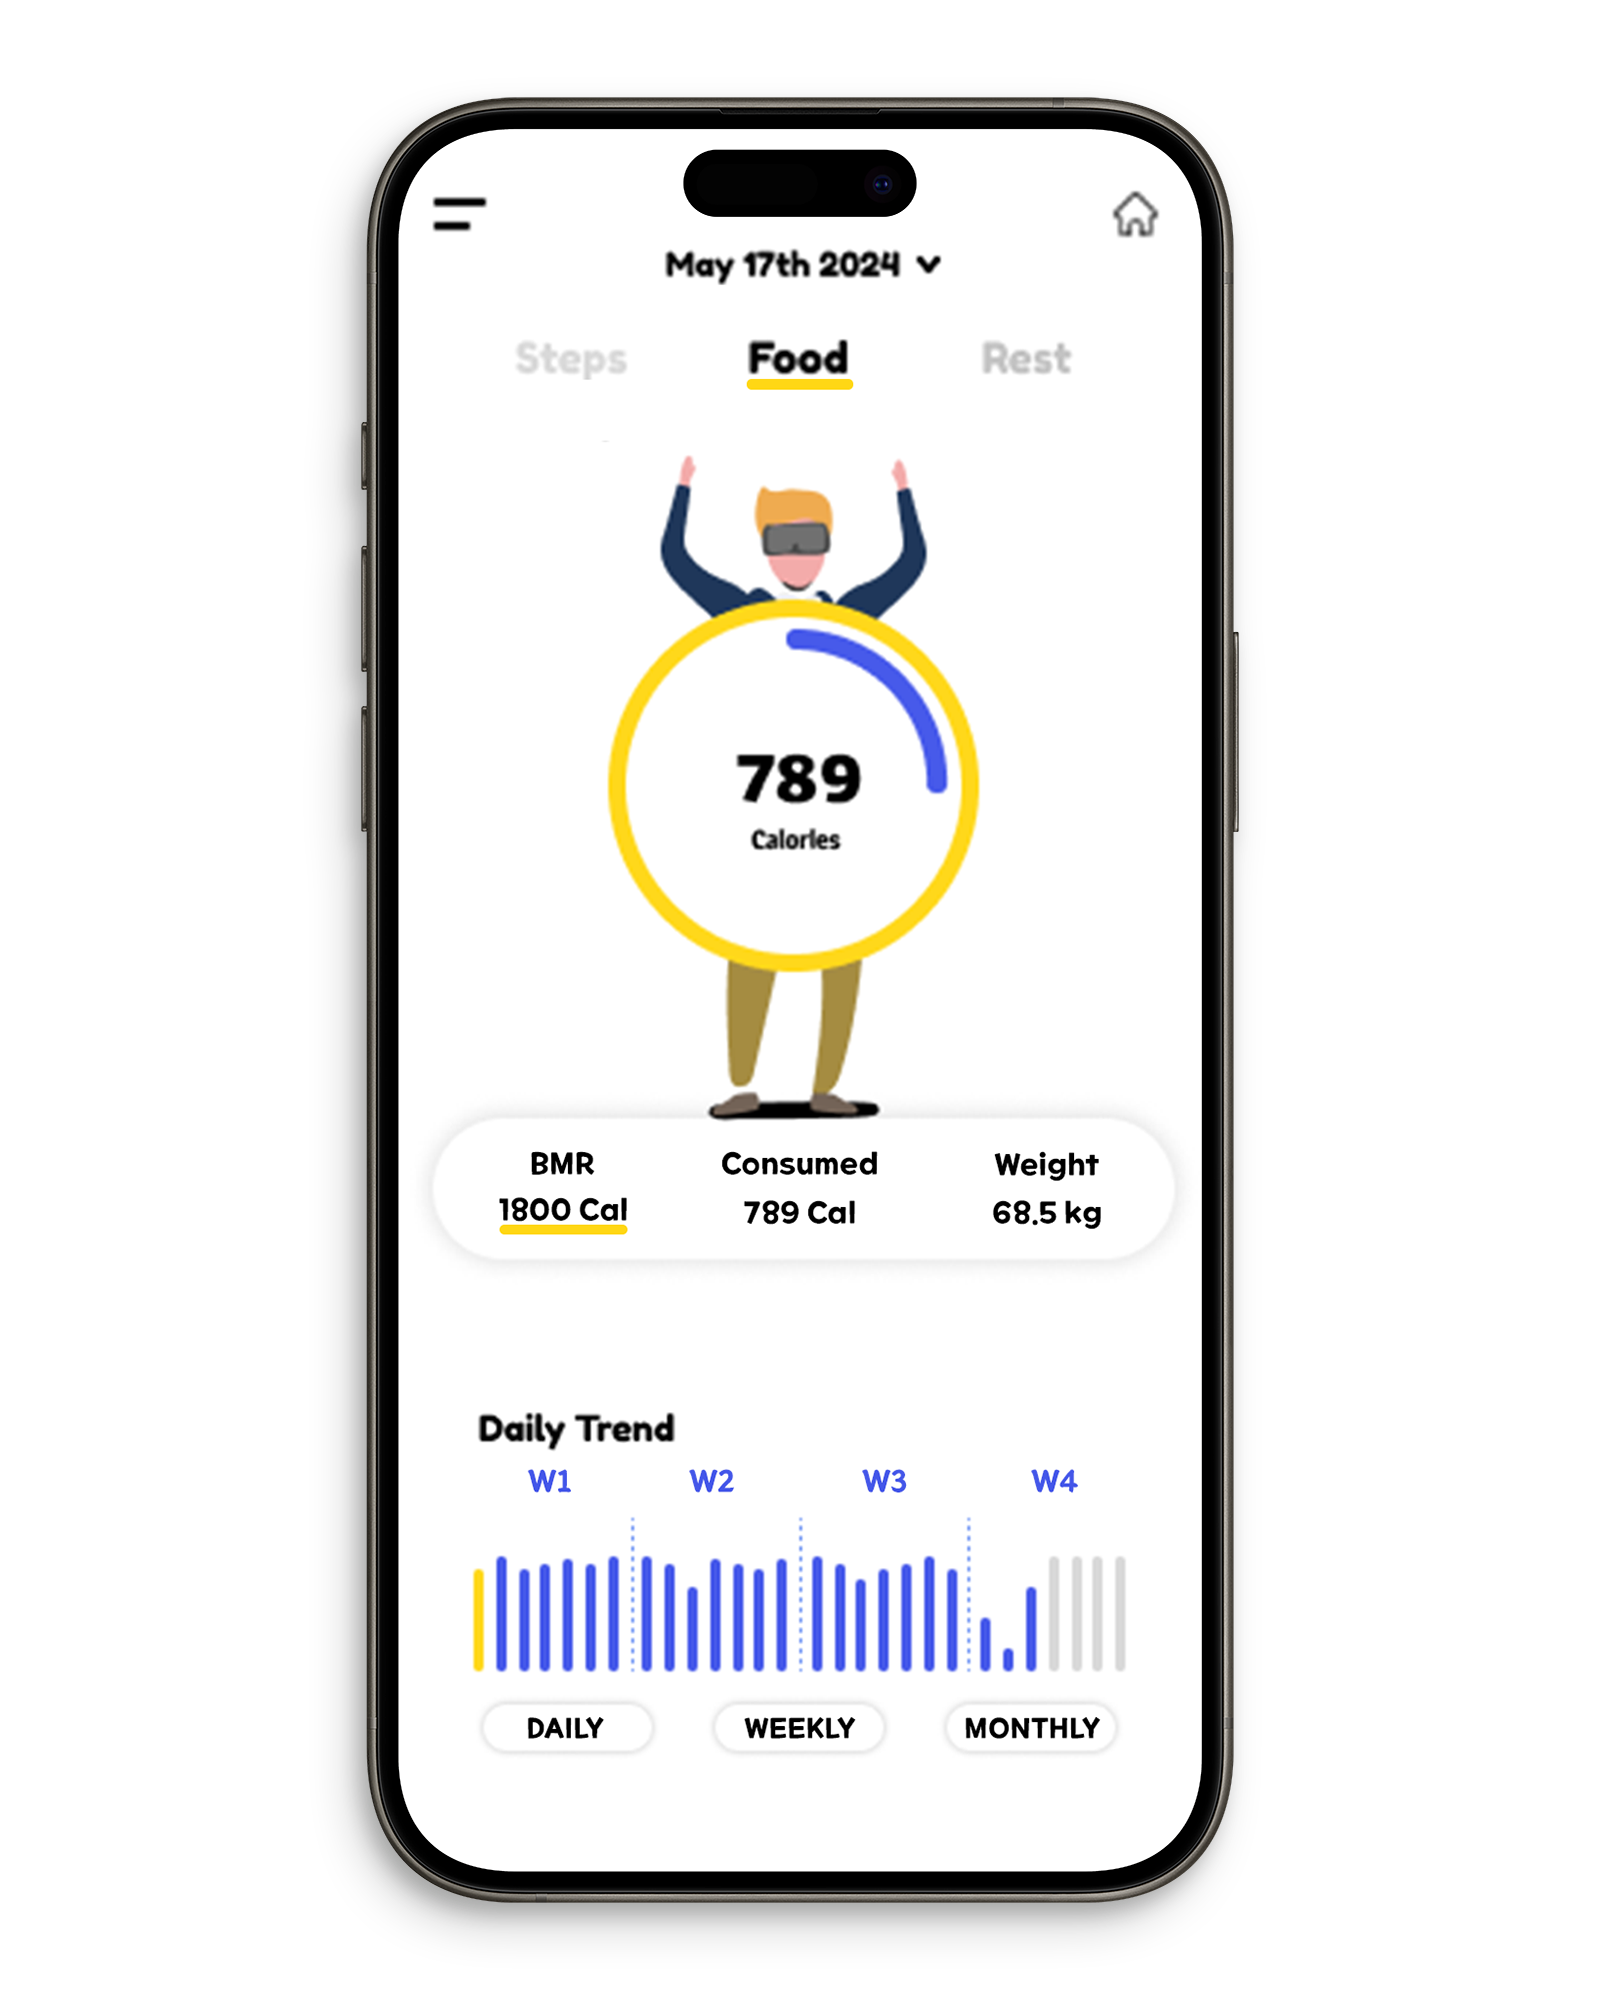 May 17th 2024
Steps Food Rest
789
Calories
BMR Consumed Weight
1800 Cal 789 Cal 68.5 kg
Daily Trend
W1 W2 W3 W4
DAILY WEEKLY MONTHLY